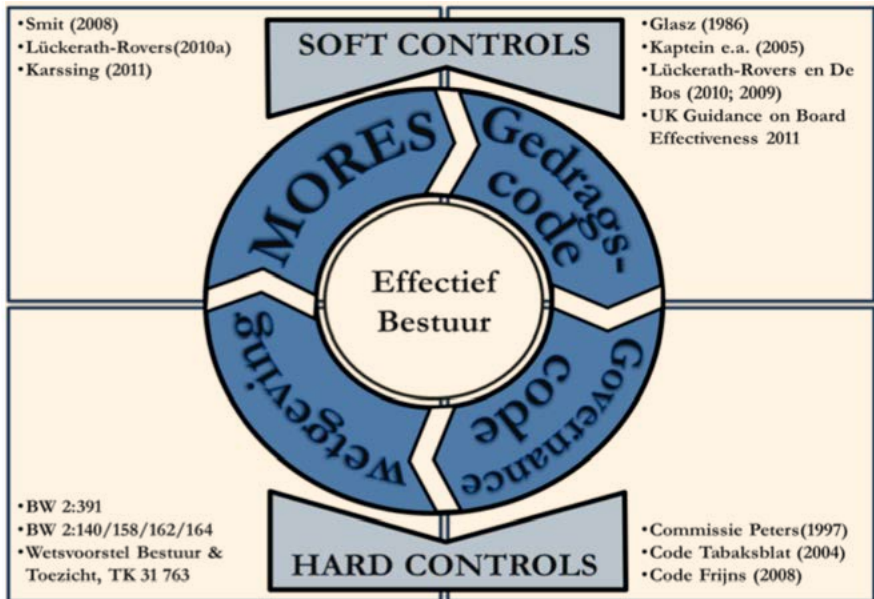 •Smit (2008)
•Lückerath-Rovers(2010a)
•Karssing (2011)
SOFT CONTROLS
•Glasz (1986)
•Kaptein e.a. (2005)
•Lückerath-Rovers en De
Bos (2010; 2009)
•UK Guidance on Board
Effectiveness 2011
MORES
Gedrags-
code
Effectief
Bestuur
wetgeving
Governance
code
•BW 2:391
•BW 2:140/158/162/164
•Wetsvoorstel Bestuur &
Toezicht, TK 31 763
HARD CONTROLS
•Commissie Peters(1997)
•Code Tabaksblat (2004)
•Code Frijns (2008)